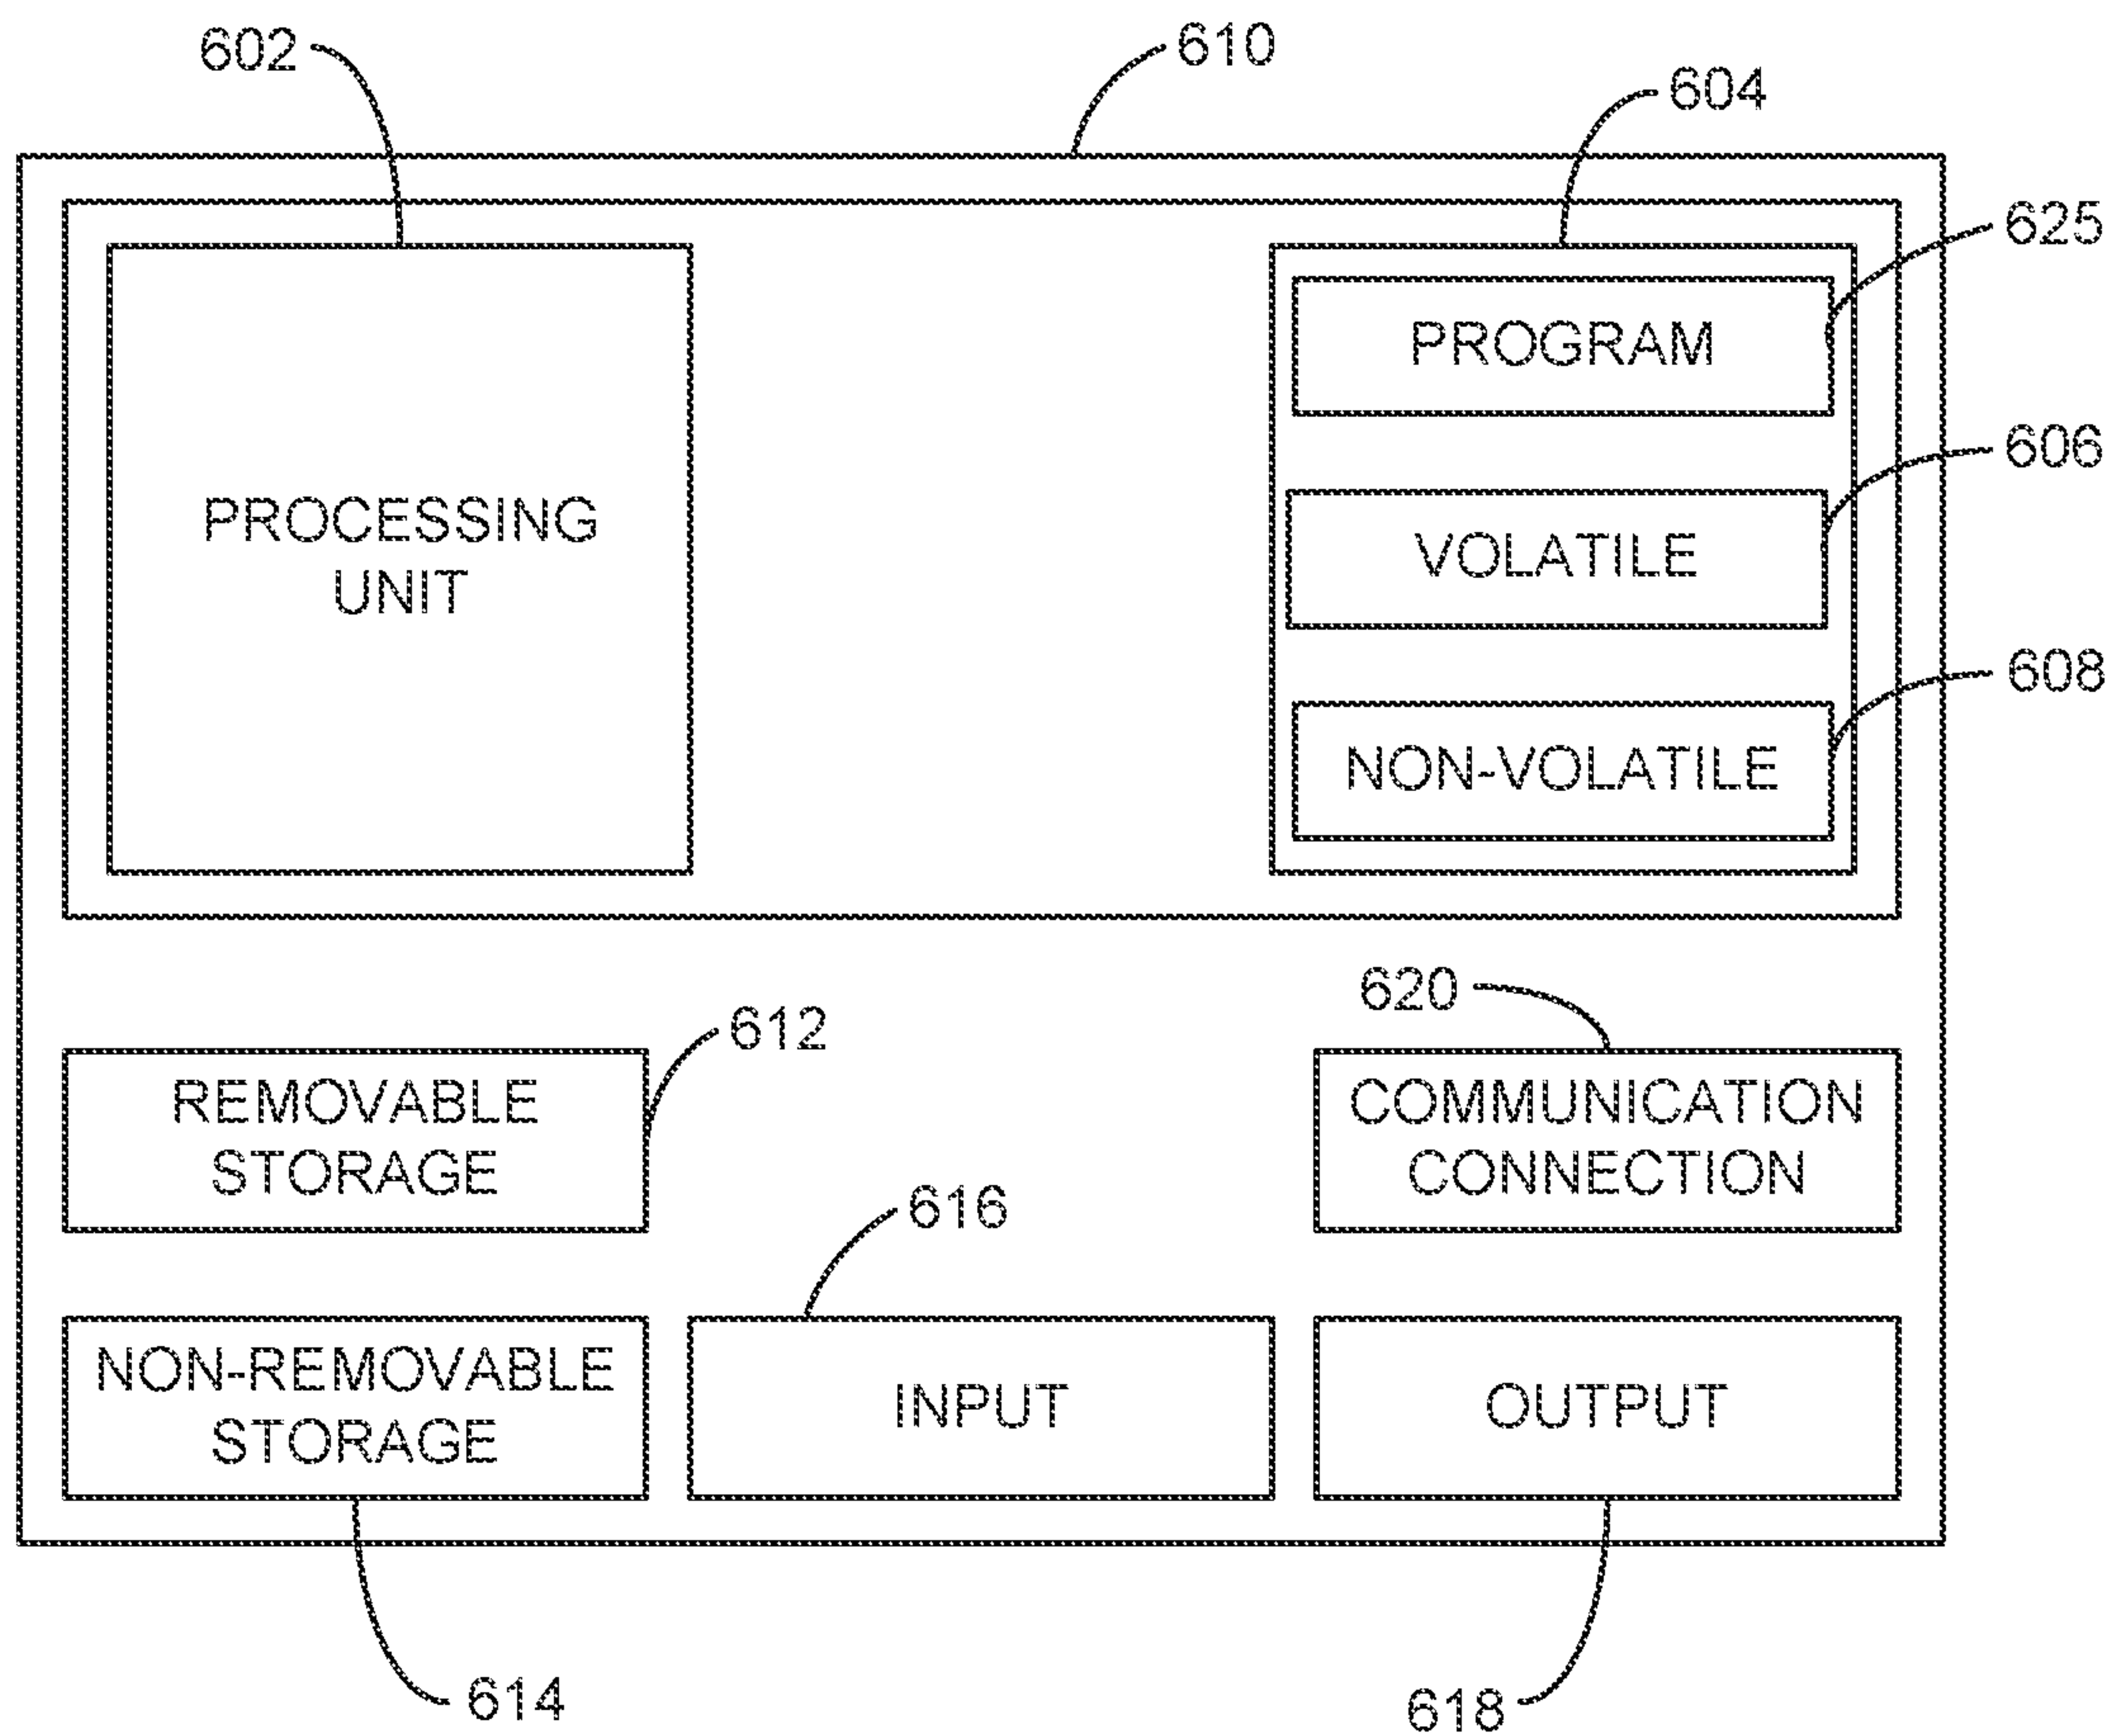 602
610
604
625
PROGRAM
606
PROCESSING
UNIT
VOLATILE
608
NON-VOLATILE
620
612
REMOVABLE
STORAGE
COMMUNICATION
CONNECTION
616
NON-REMOVABLE
STORAGE
INPUT
OUTPUT
614
618